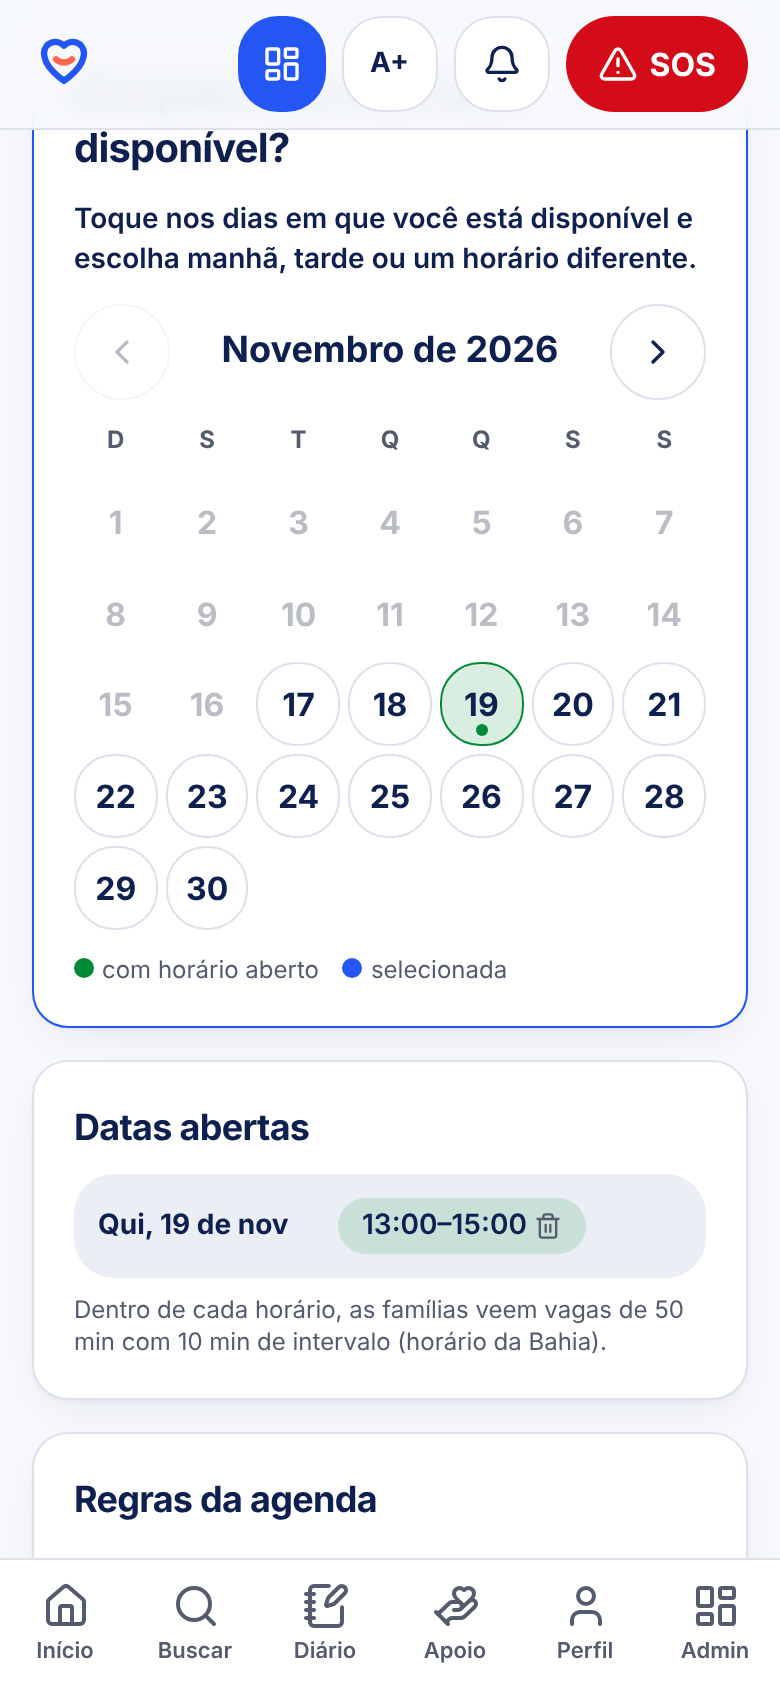 A+
SOS
disponível?
Toque nos dias em que você está disponível e
escolha manhã, tarde ou um horário diferente.
Novembro de 2026
D S T Q Q S S
1 2 3 4 5 6 7
8 9 10 11 12 13 14
15 16 17 18 19 20 21
22 23 24 25 26 27 28
29 30
com horário aberto selecionada
Datas abertas
Qui, 19 de nov 13:00–15:00
Dentro de cada horário, as famílias veem vagas de 50
min com 10 min de intervalo (horário da Bahia).
Regras da agenda
Início Buscar Diário Apoio Perfil Admin